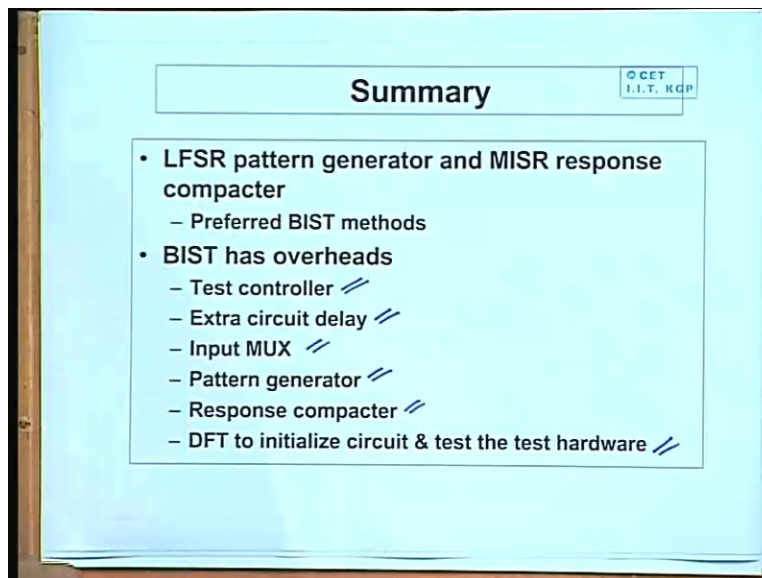 Summary
© CET
I.I.T. KGP
• LFSR pattern generator and MISR response
compacter
– Preferred BIST methods
• BIST has overheads
– Test controller
– Extra circuit delay
– Input MUX
– Pattern generator
– Response compacter
– DFT to initialize circuit & test the test hardware